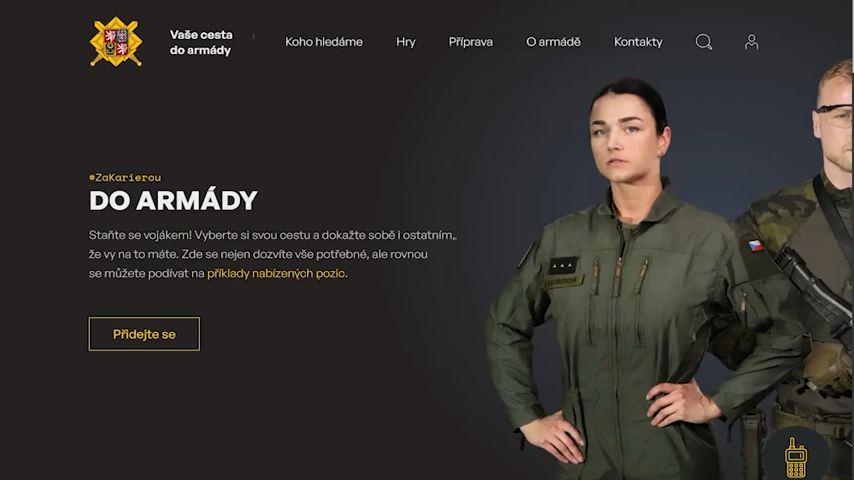 Vaše cesta
do armády
Koho hledáme
Hry
Příprava
O armádě
Kontakty
#ZaKarierou
DO ARMÁDY
Staňte se vojákem! Vyberte si svou cestu a dokažte sobě i ostatním,
že vy na to máte. Zde se nejen dozvíte vše potřebné, ale rovnou
se můžete podívat na příklady nabízených pozic.
Přidejte se